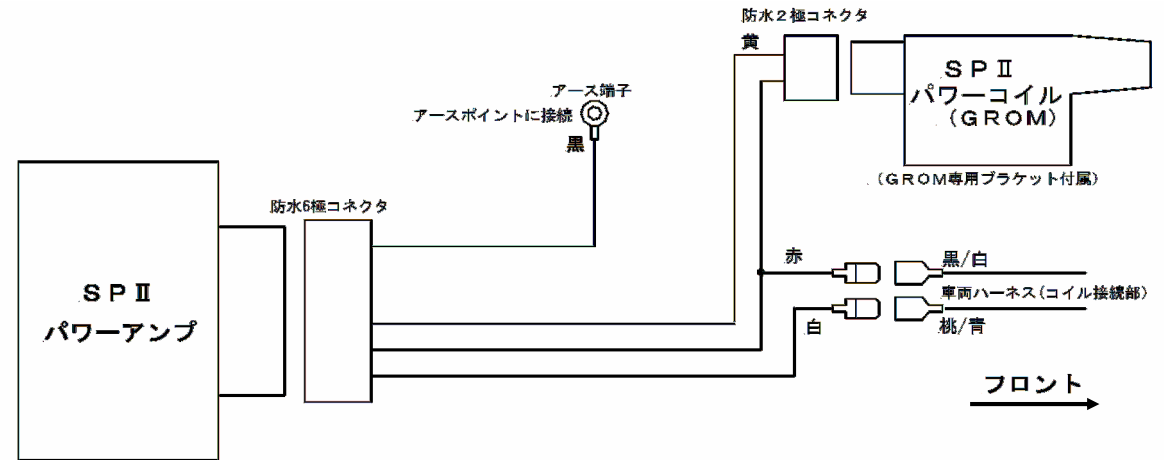 防水２極コネクタ
黄
ＳＰⅡ
パワーコイル
(ＧＲＯＭ)
(ＧＲＯＭ専用ブラケット付属)
アース端子
アースポイントに接続
黒
防水6極コネクタ
ＳＰⅡ
パワーアンプ
赤
黒/白
車両ハーネス(コイル接続部)
白
桃/青
フロント